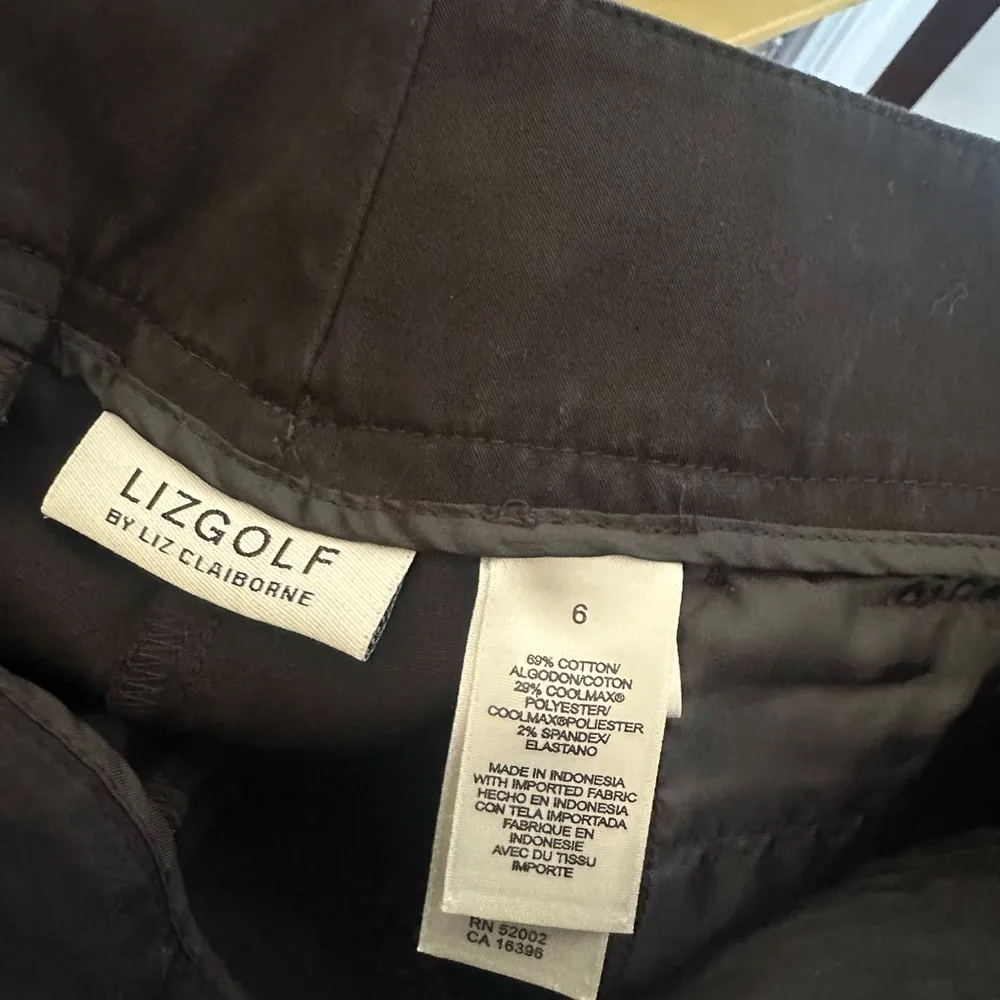 LIZGOLF
BY LIZ CLAIBORNE
6
69% COTTON/
ALGODON/COTON
29% COOLMAX®
POLYESTER/
COOLMAX®POLIESTER
2% SPANDEX/
ELASTANO
MADE IN INDONESIA
WITH IMPORTED FABRIC
HECHO EN INDONESIA
CON TELA IMPORTADA
FABRIQUE EN
INDONESIE
AVEC DU TISSU
IMPORTE
RN 52002
CA 16396